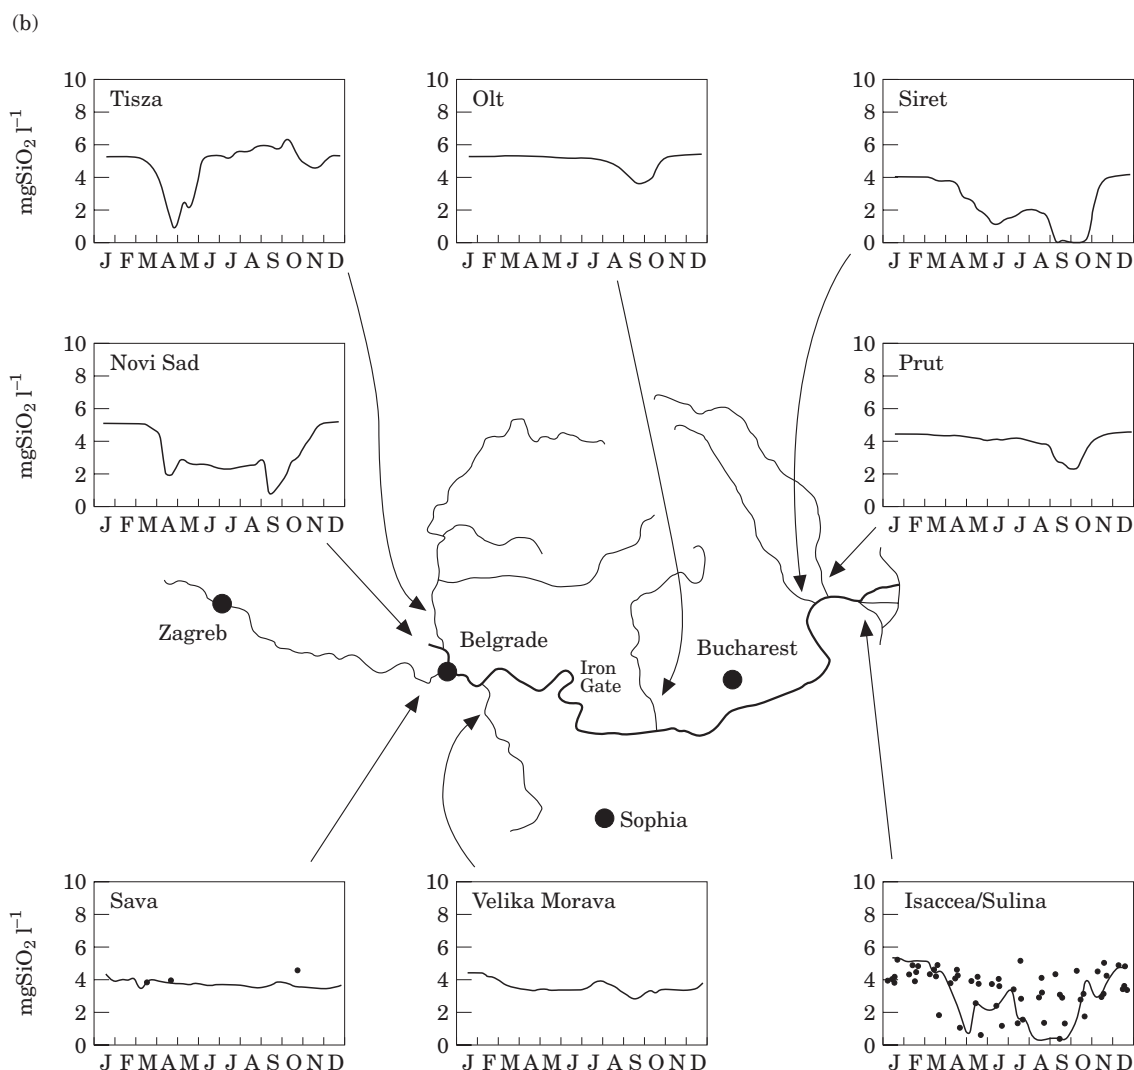 (b)
Tisza
mgSiO2 l−1
10
8
6
4
2
0
J F M A M J J A S O N D
Olt
10
8
6
4
2
0
J F M A M J J A S O N D
Siret
10
8
6
4
2
0
J F M A M J J A S O N D
Novi Sad
mgSiO2 l−1
10
8
6
4
2
0
J F M A M J J A S O N D
Prut
10
8
6
4
2
0
J F M A M J J A S O N D
Zagreb
Belgrade
Iron
Gate
Bucharest
Sophia
Sava
mgSiO2 l−1
10
8
6
4
2
0
J F M A M J J A S O N D
Velika Morava
10
8
6
4
2
0
J F M A M J J A S O N D
Isaccea/Sulina
10
8
6
4
2
0
J F M A M J J A S O N D